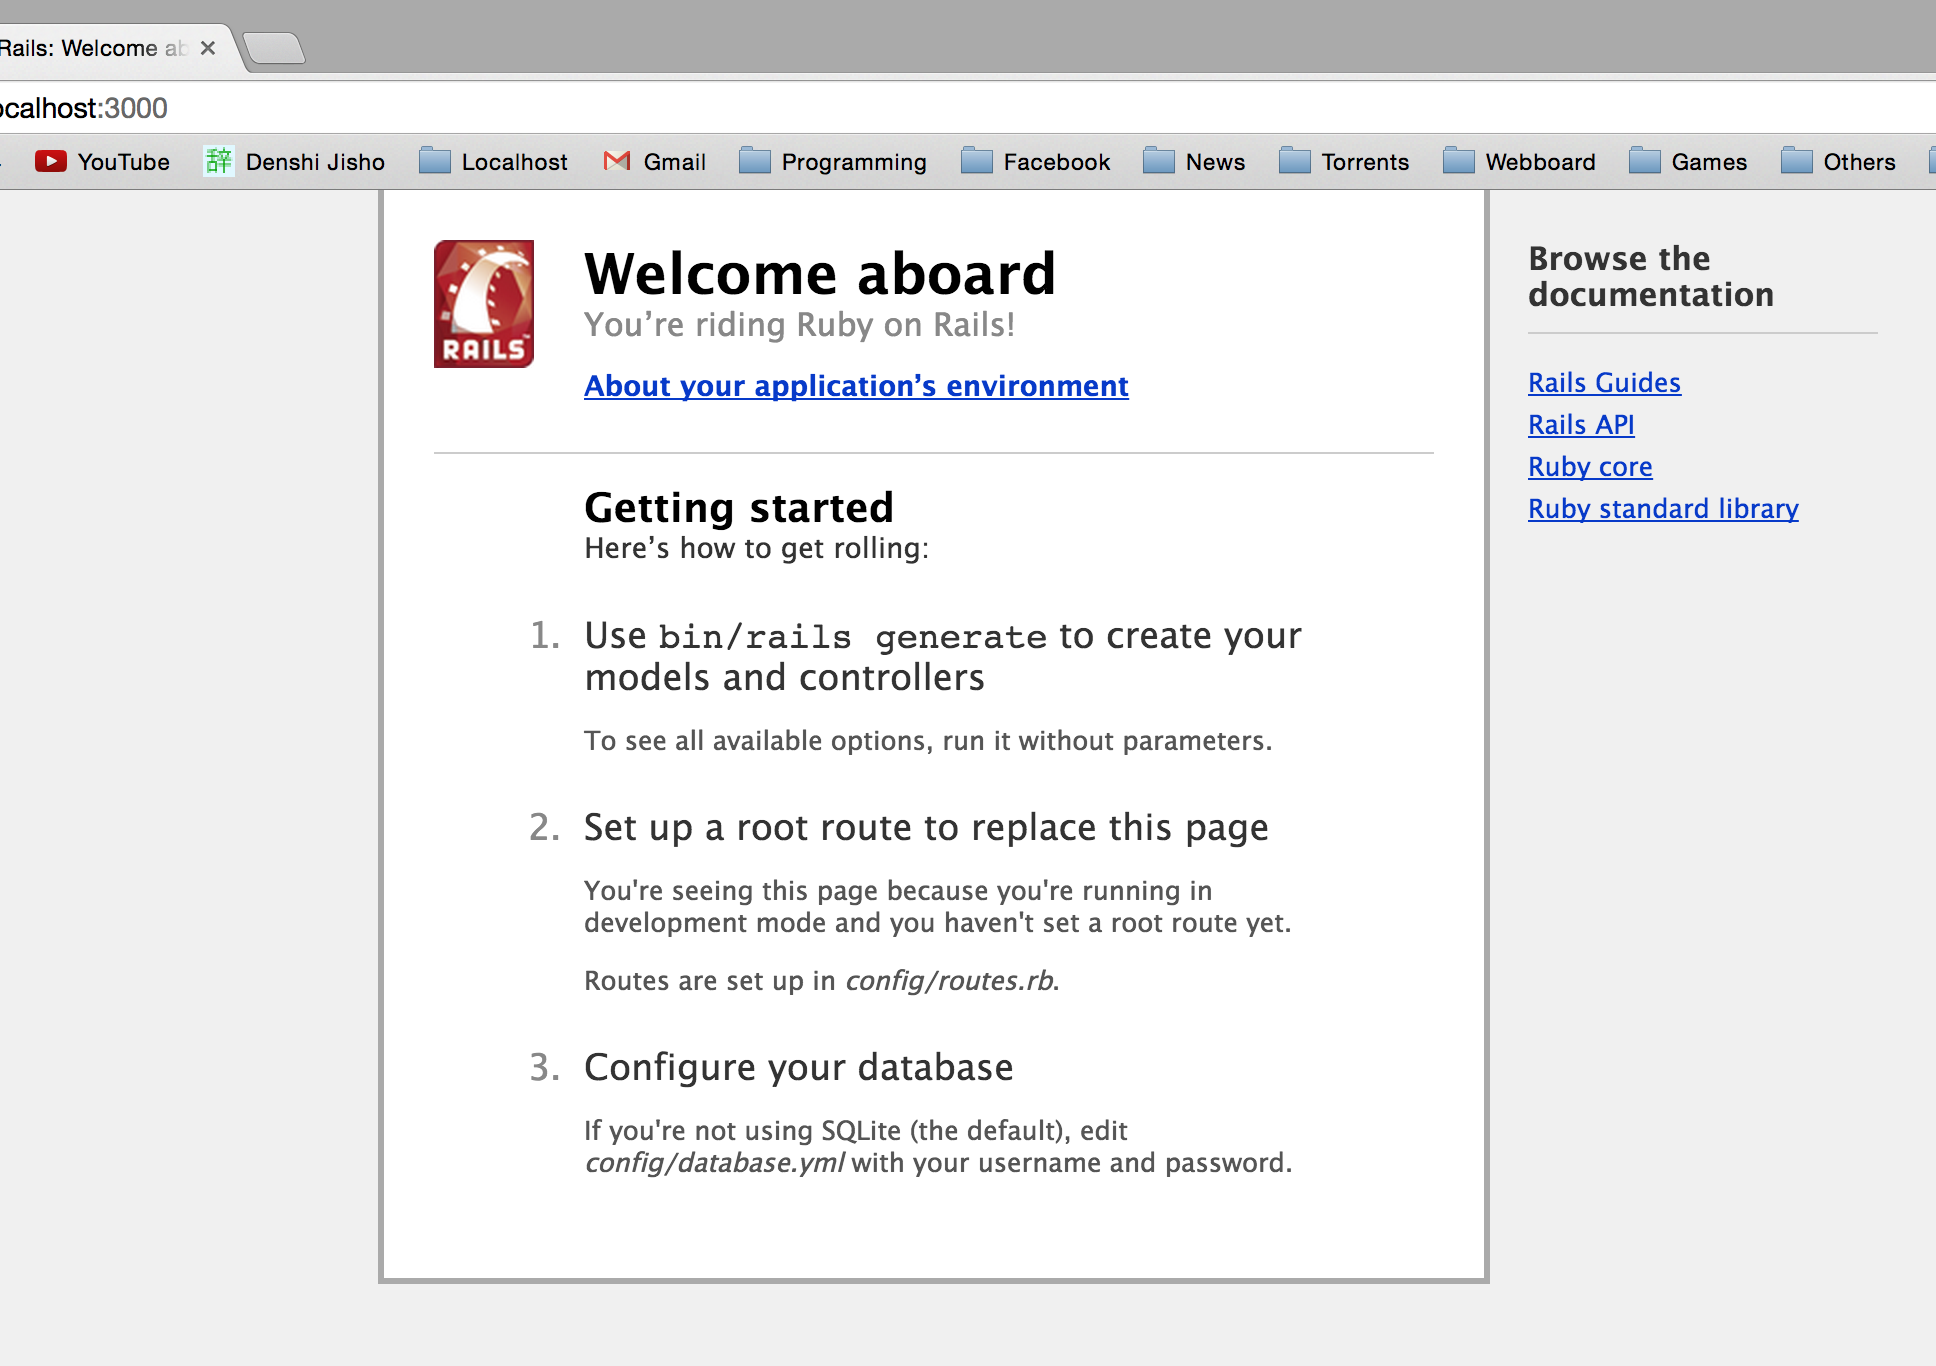 Rails: Welcome ab
ocalhost:3000
YouTube 辞 Denshi Jisho Localhost Gmail Programming Facebook News Torrents Webboard Games Others
RAILS™
Welcome aboard
You’re riding Ruby on Rails!
About your application’s environment
Getting started
Here’s how to get rolling:
1. Use bin/rails generate to create your
models and controllers
To see all available options, run it without parameters.
2. Set up a root route to replace this page
You're seeing this page because you're running in
development mode and you haven't set a root route yet.
Routes are set up in config/routes.rb.
3. Configure your database
If you're not using SQLite (the default), edit
config/database.yml with your username and password.
Browse the
documentation
Rails Guides
Rails API
Ruby core
Ruby standard library